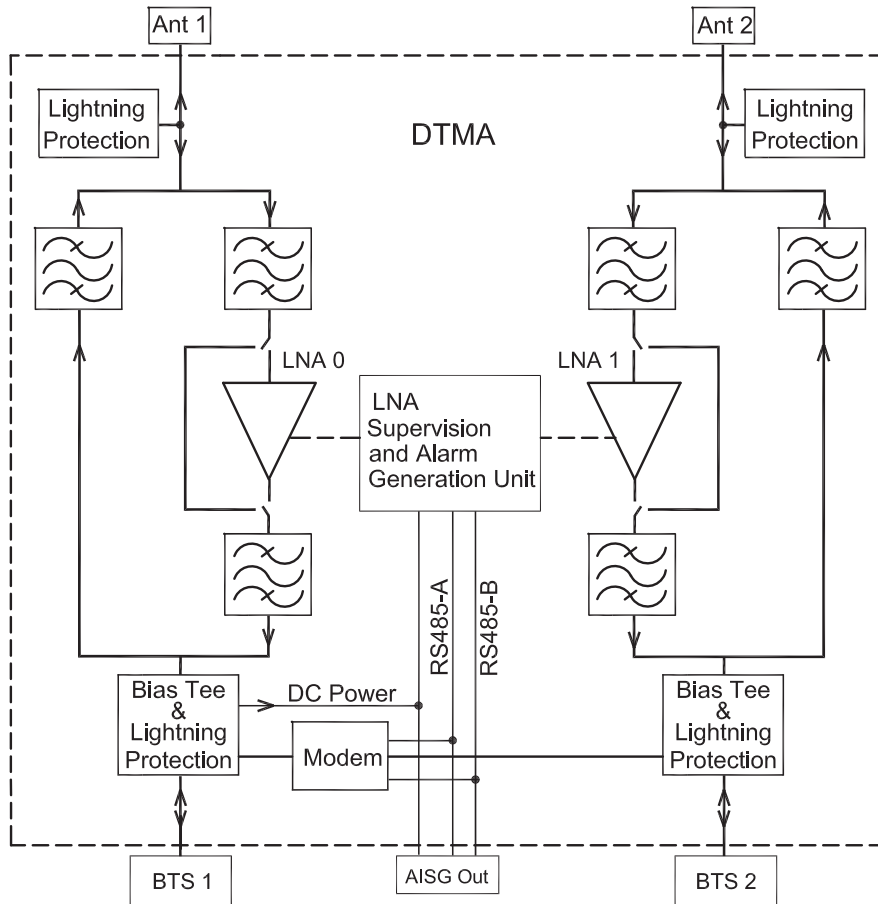 Ant 1
Ant 2
Lightning
Protection
DTMA
Lightning
Protection
LNA 0
LNA 1
LNA
Supervision
and Alarm
Generation Unit
RS485-A
RS485-B
Bias Tee
&
Lightning
Protection
DC Power
Modem
Bias Tee
&
Lightning
Protection
BTS 1
AISG Out
BTS 2